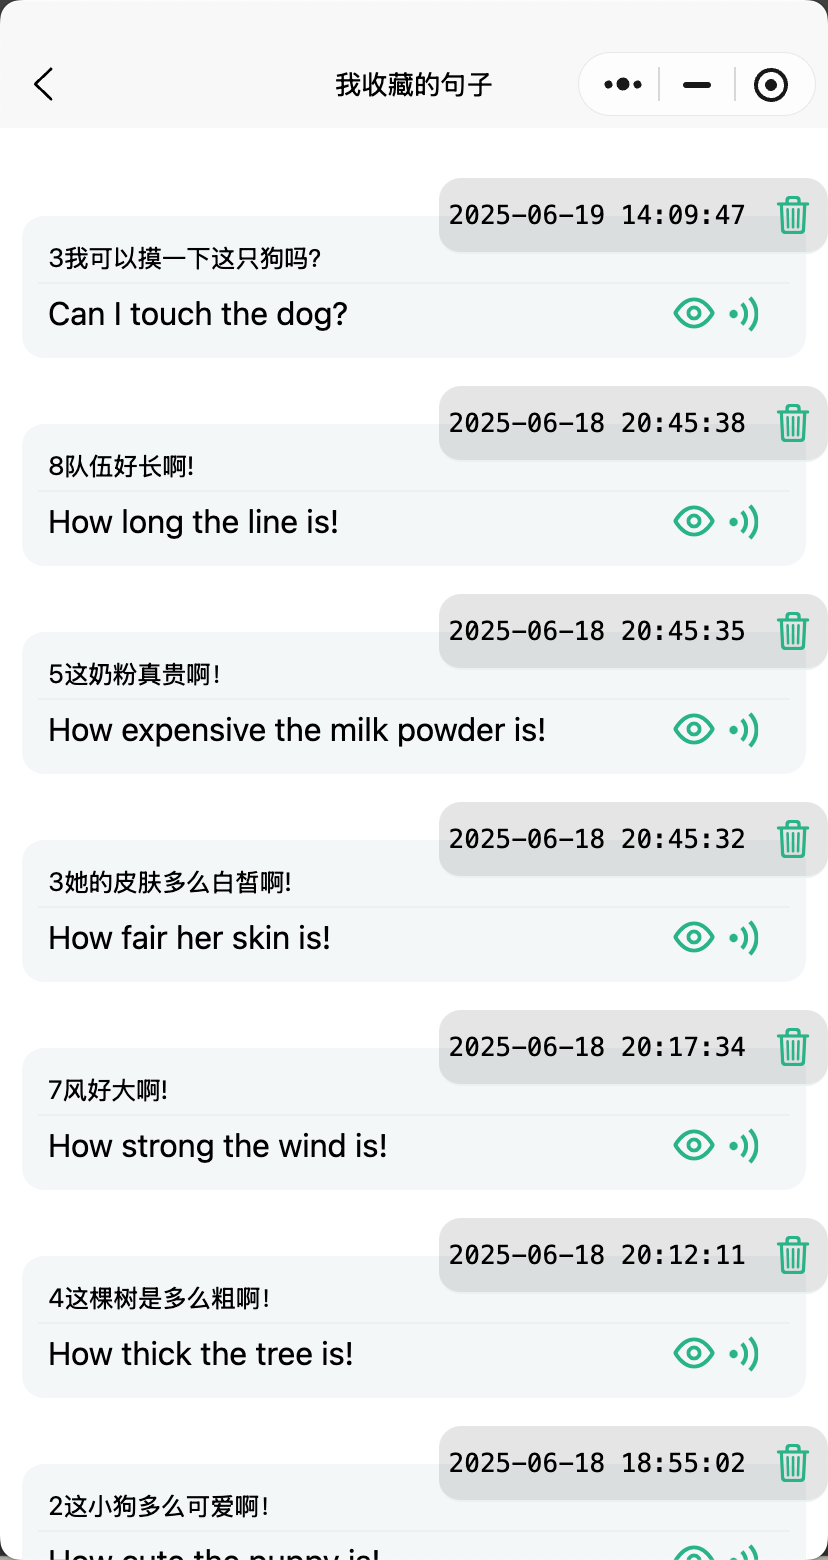 我收藏的句子
2025-06-19 14:09:47
3我可以摸一下这只狗吗?
Can I touch the dog?
2025-06-18 20:45:38
8队伍好长啊!
How long the line is!
2025-06-18 20:45:35
5这奶粉真贵啊!
How expensive the milk powder is!
2025-06-18 20:45:32
3她的皮肤多么白皙啊!
How fair her skin is!
2025-06-18 20:17:34
7风好大啊!
How strong the wind is!
2025-06-18 20:12:11
4这棵树是多么粗啊!
How thick the tree is!
2025-06-18 18:55:02
2这小狗多么可爱啊!
How cute the puppy is!